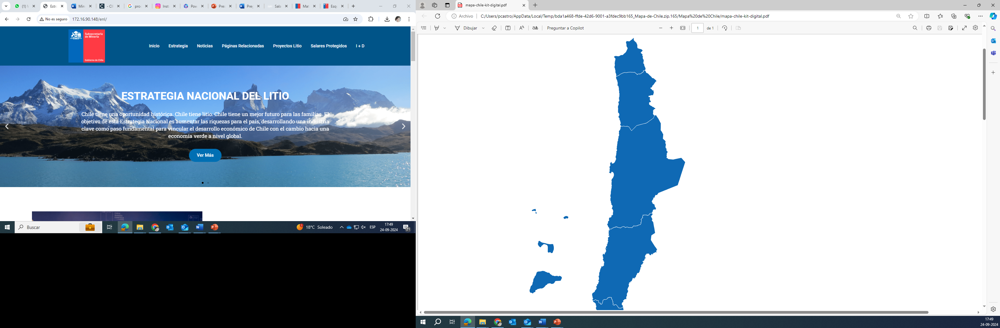 (1) W
Estr
Min
- CI
pro
Inst
Pow
Pres
Preg
Sala
Mat
Esq
No es seguro
172.16.90.148/enl/
Subsecretaría
de Minería
Gobierno de Chile
Inicio
Estrategia
Noticias
Páginas Relacionadas
Proyectos Litio
Salares Protegidos
I + D
ESTRATEGIA NACIONAL DEL LITIO
Chile tiene una oportunidad histórica. Chile tiene litio. Chile tiene un mejor futuro para las familias. El
objetivo de esta Estrategia Nacional es aumentar las riquezas para el país, desarrollando una industria
clave como paso fundamental para vincular el desarrollo económico de Chile con el cambio hacia una
economía verde a nivel global.
Ver Más
CHILE
AVANZA
CONTIGO
Buscar
18°C Soleado
ESP
17:49
24-09-2024
21
mapa-chile-kit-digital.pdf
Archivo
C:/Users/pcastro/AppData/Local/Temp/bda1a468-ffde-42d6-9001-a3fdec9bb165_Mapa-de-Chile.zip.165/Mapa%20de%20Chile/mapa-chile-kit-digital.pdf
Dibujar
Preguntar a Copilot
1
de 1
17:49
24-09-2024